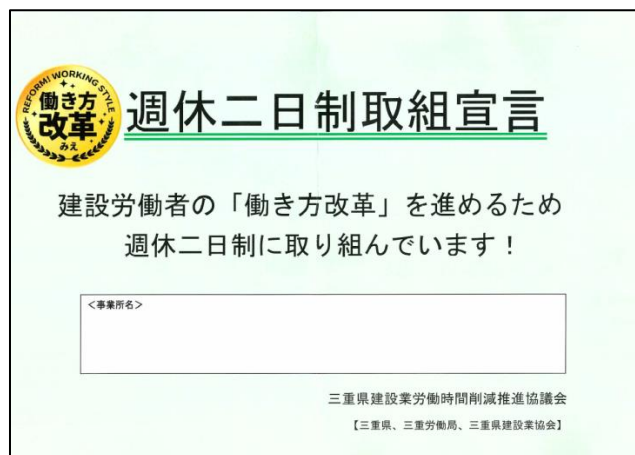 REFORM! WORKING STYLE
働き方
改革
みえ
週休二日制取組宣言
建設労働者の「働き方改革」を進めるため
週休二日制に取り組んでいます！
＜事業所名＞
三重県建設業労働時間削減推進協議会
【三重県、三重労働局、三重県建設業協会】